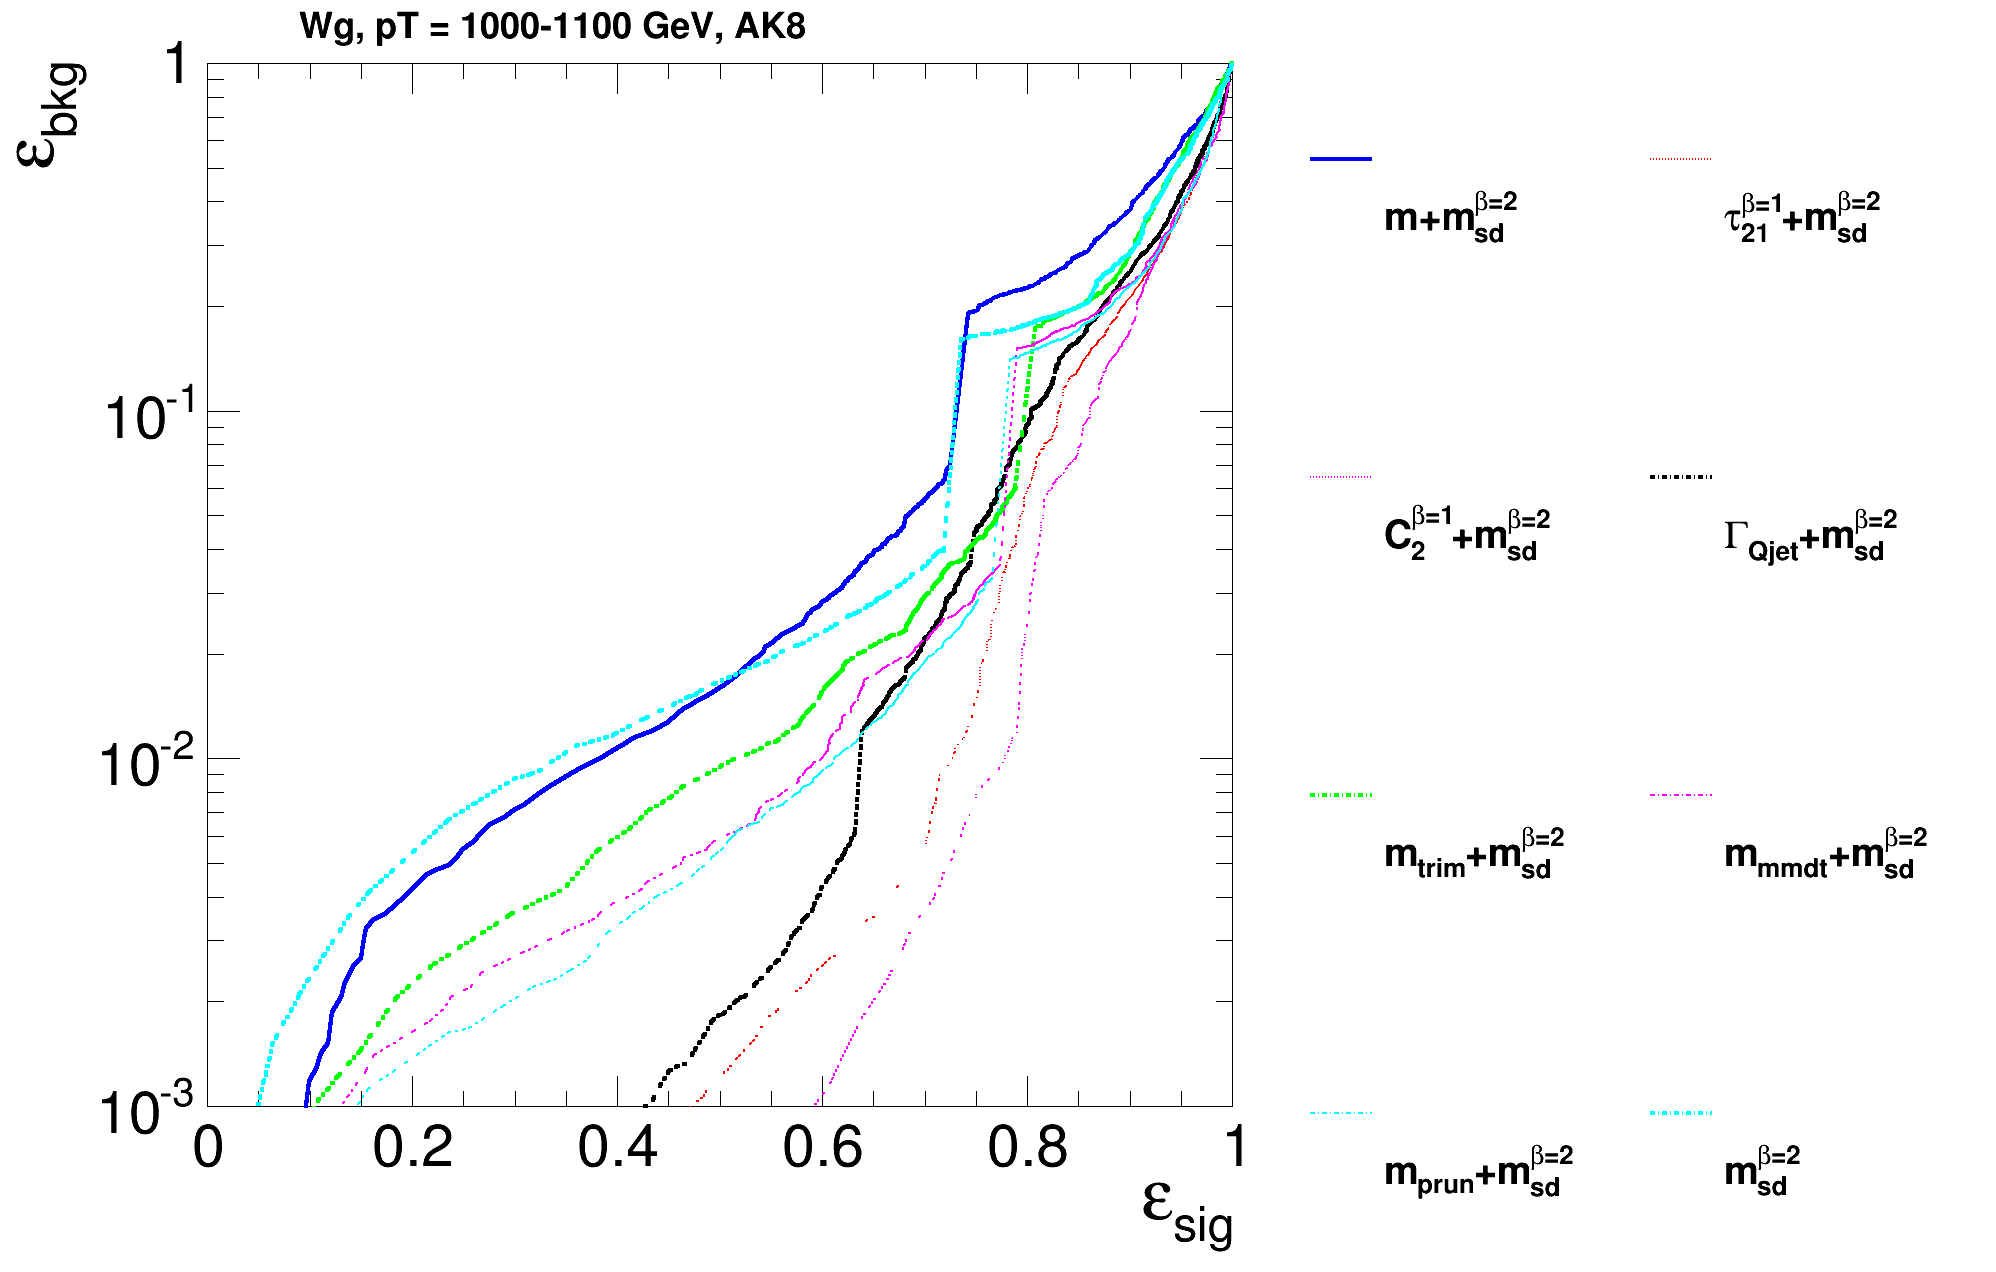 Wg, pT = 1000-1100 GeV, AK8
ε_bkg
1
10^-1
10^-2
10^-3
0 0.2 0.4 0.6 0.8 1
ε_sig
m+m_sd^β=2
τ_21^β=1+m_sd^β=2
C_2^β=1+m_sd^β=2
Γ_Qjet+m_sd^β=2
m_trim+m_sd^β=2
m_mmdt+m_sd^β=2
m_prun+m_sd^β=2
m_sd^β=2